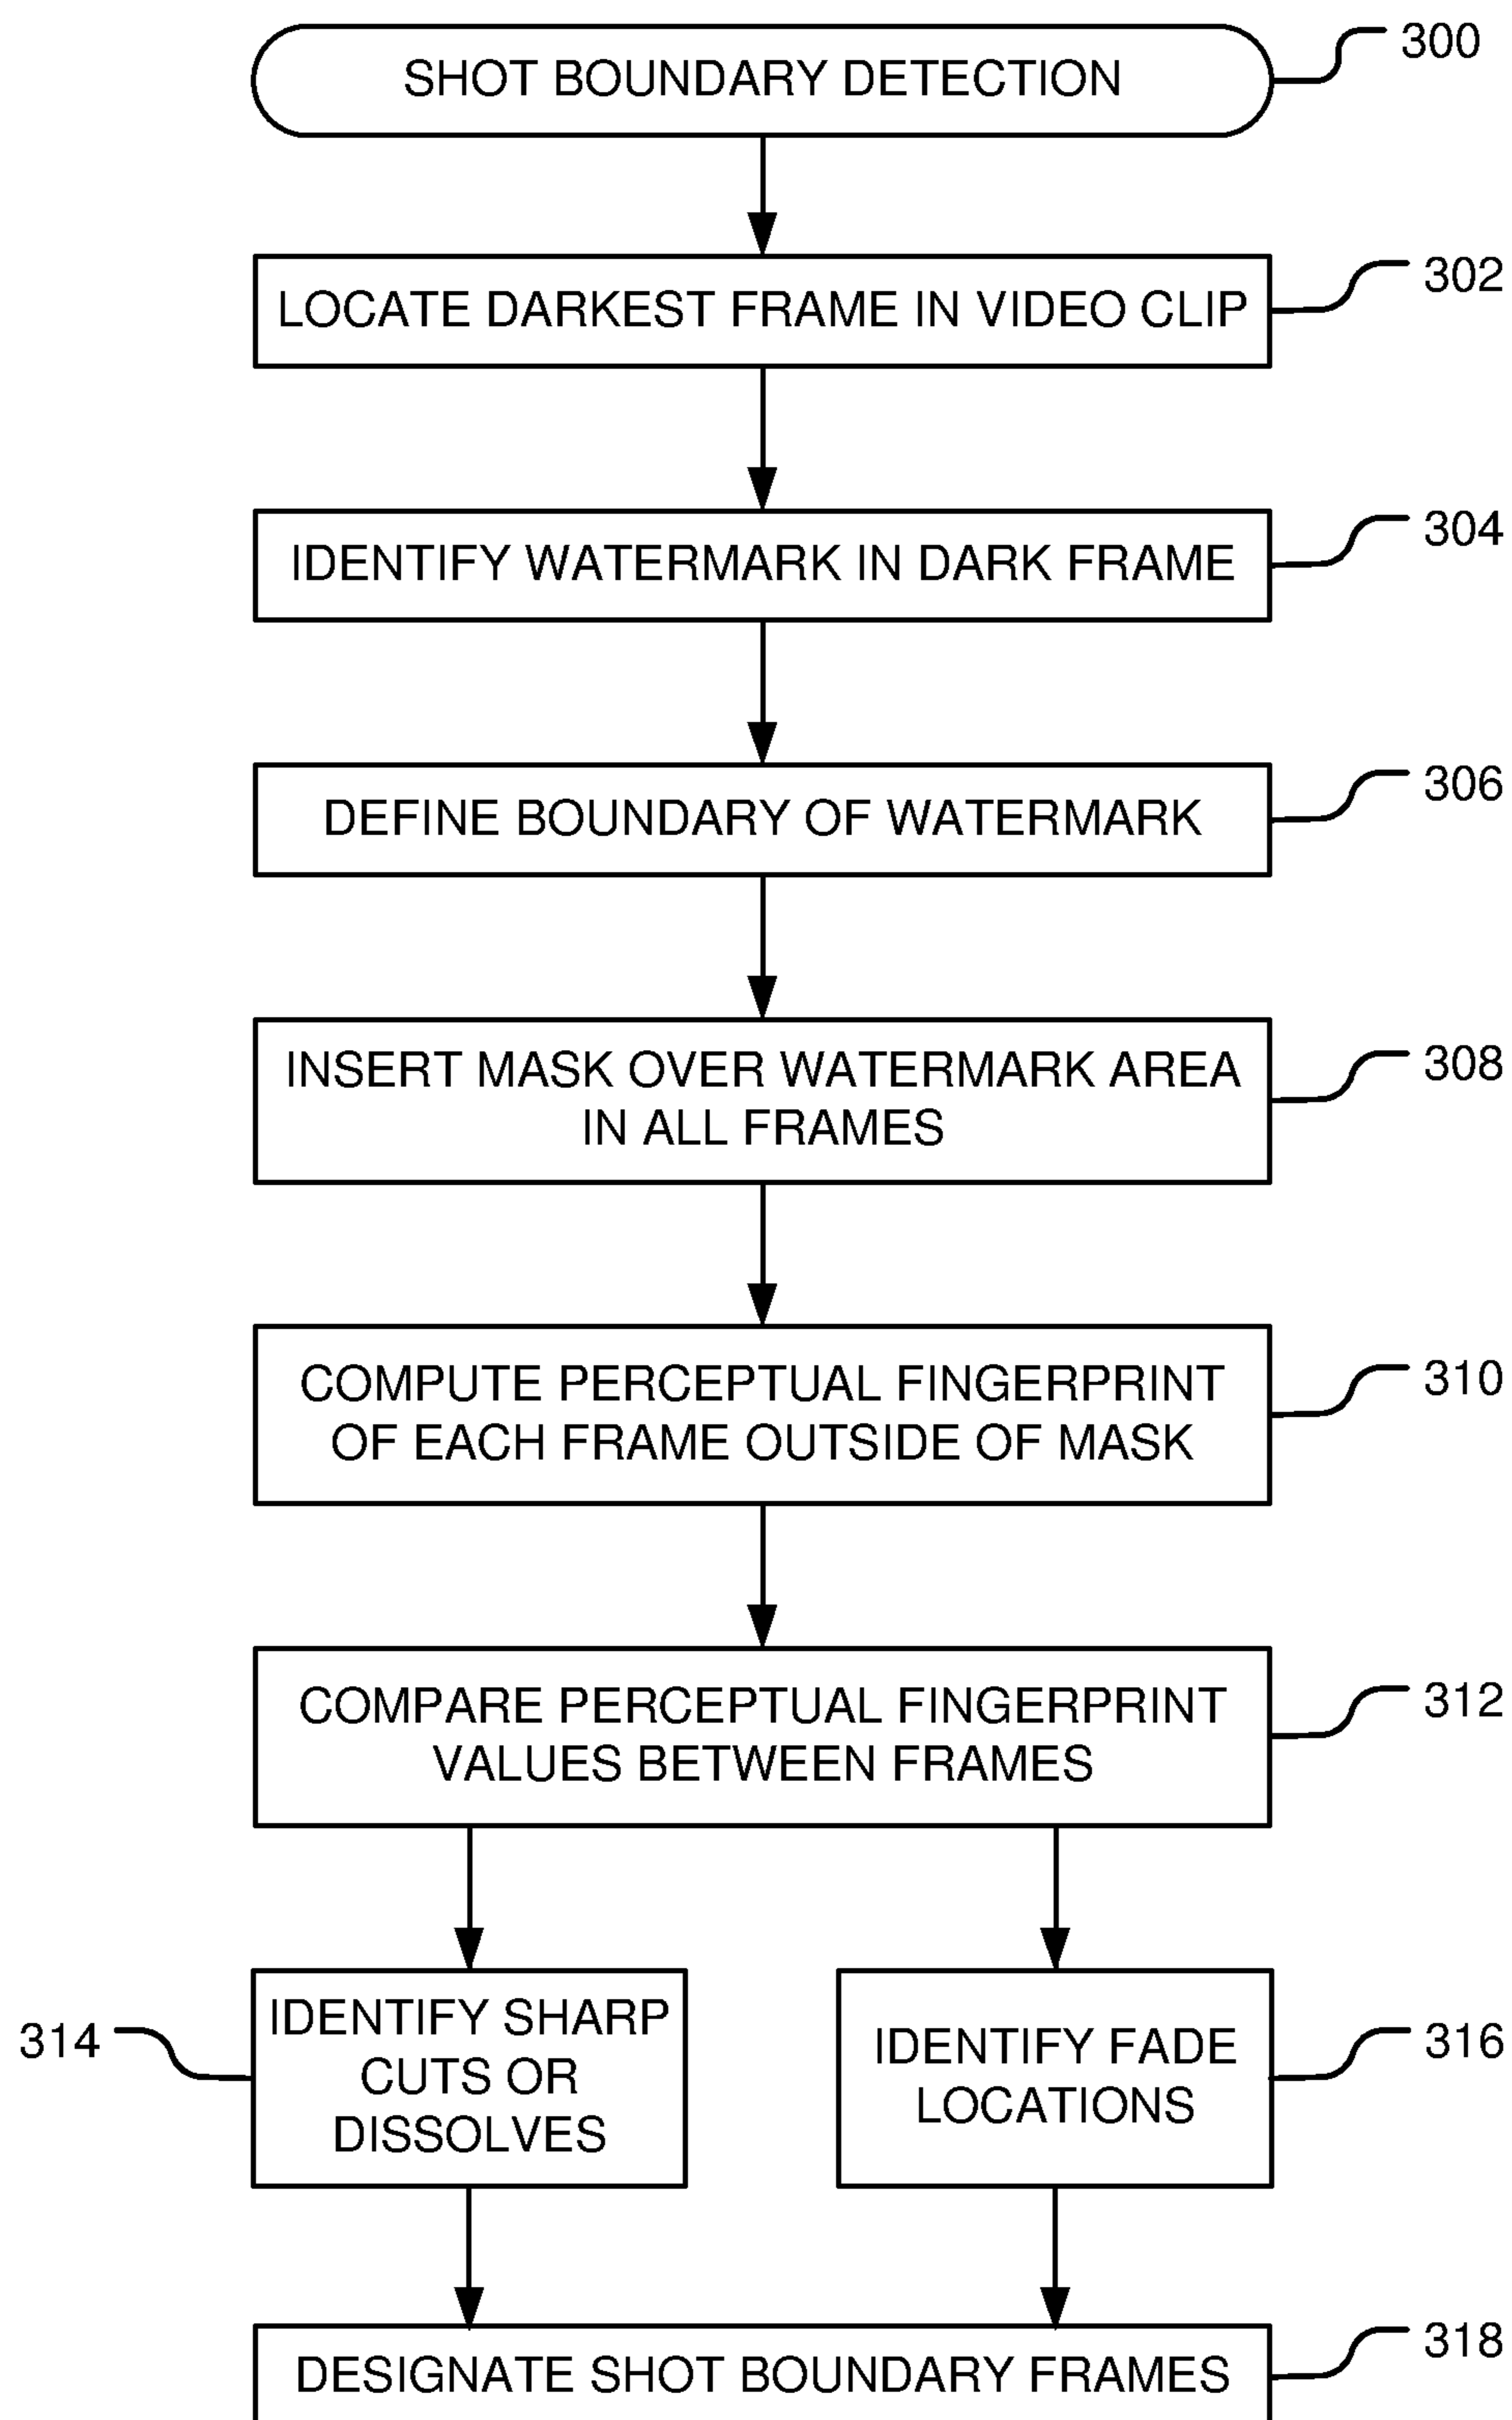 SHOT BOUNDARY DETECTION
300
LOCATE DARKEST FRAME IN VIDEO CLIP
302
IDENTIFY WATERMARK IN DARK FRAME
304
DEFINE BOUNDARY OF WATERMARK
306
INSERT MASK OVER WATERMARK AREA
IN ALL FRAMES
308
COMPUTE PERCEPTUAL FINGERPRINT
OF EACH FRAME OUTSIDE OF MASK
310
COMPARE PERCEPTUAL FINGERPRINT
VALUES BETWEEN FRAMES
312
314
IDENTIFY SHARP
CUTS OR
DISSOLVES
IDENTIFY FADE
LOCATIONS
316
DESIGNATE SHOT BOUNDARY FRAMES
318